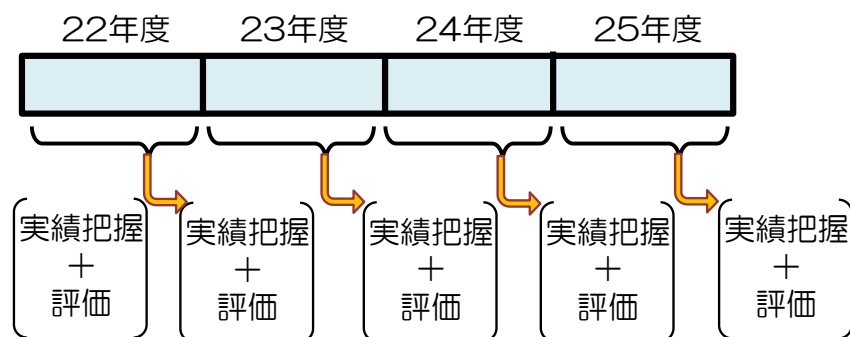 22年度 23年度 24年度 25年度
実績把握
＋
評価
実績把握
＋
評価
実績把握
＋
評価
実績把握
＋
評価
実績把握
＋
評価